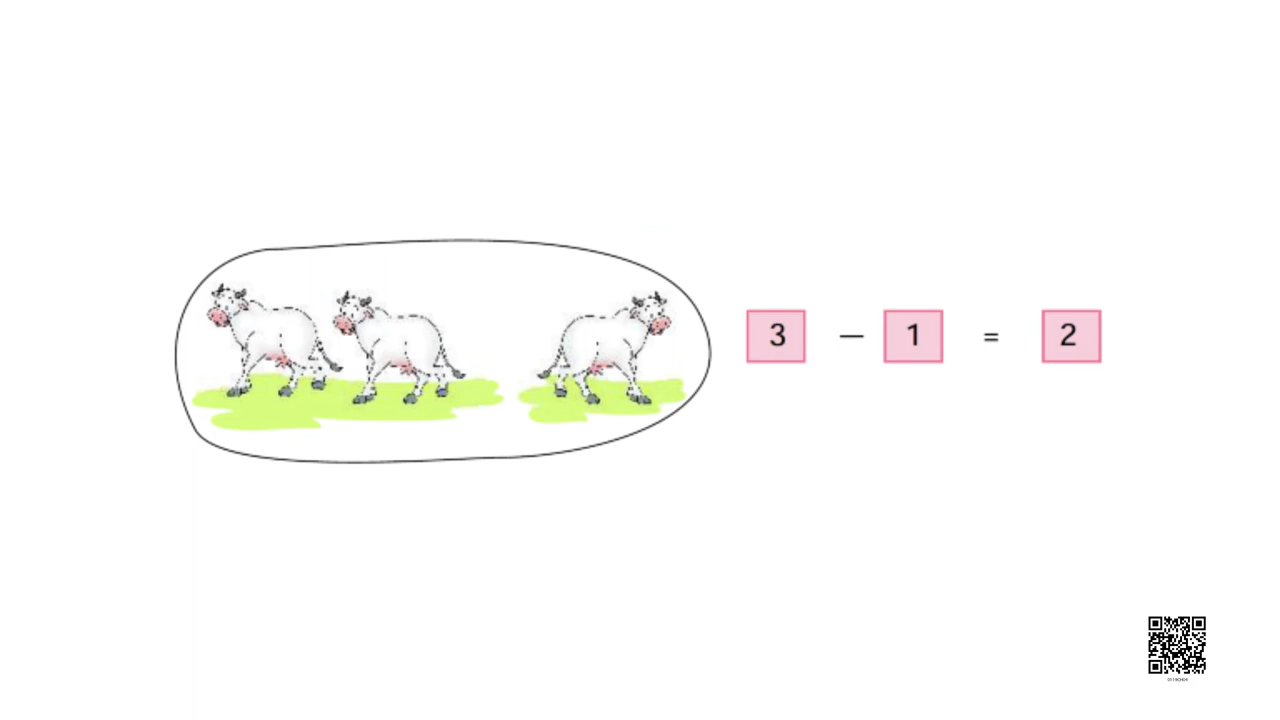 3 — 1 = 2